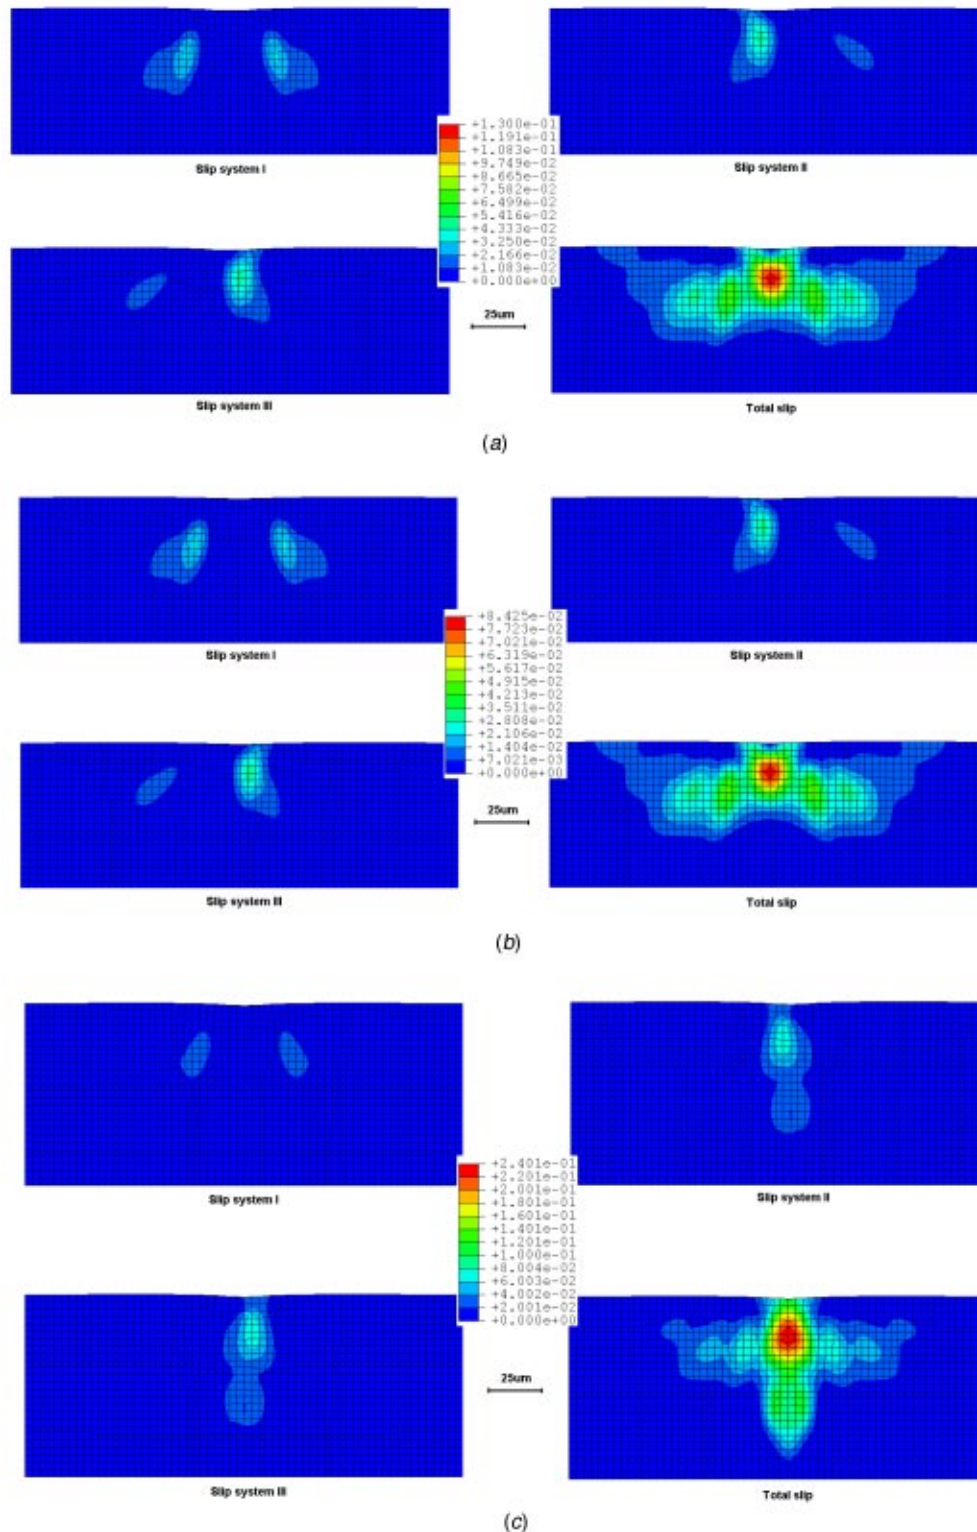 Slip system I
Slip system II
+1.300e-01
+1.191e-01
+1.083e-01
+9.749e-02
+8.665e-02
+7.582e-02
+6.499e-02
+5.416e-02
+4.333e-02
+3.250e-02
+2.166e-02
+1.083e-02
+0.000e+00
25um
Slip system III
Total slip
(a)
Slip system I
Slip system II
+8.425e-02
+7.723e-02
+7.021e-02
+6.319e-02
+5.617e-02
+4.915e-02
+4.213e-02
+3.511e-02
+2.808e-02
+2.106e-02
+1.404e-02
+7.021e-03
+0.000e+00
25um
Slip system III
Total slip
(b)
Slip system I
Slip system II
+2.401e-01
+2.201e-01
+2.001e-01
+1.801e-01
+1.601e-01
+1.401e-01
+1.201e-01
+1.000e-01
+8.004e-02
+6.003e-02
+4.002e-02
+2.001e-02
+0.000e+00
25um
Slip system III
Total slip
(c)